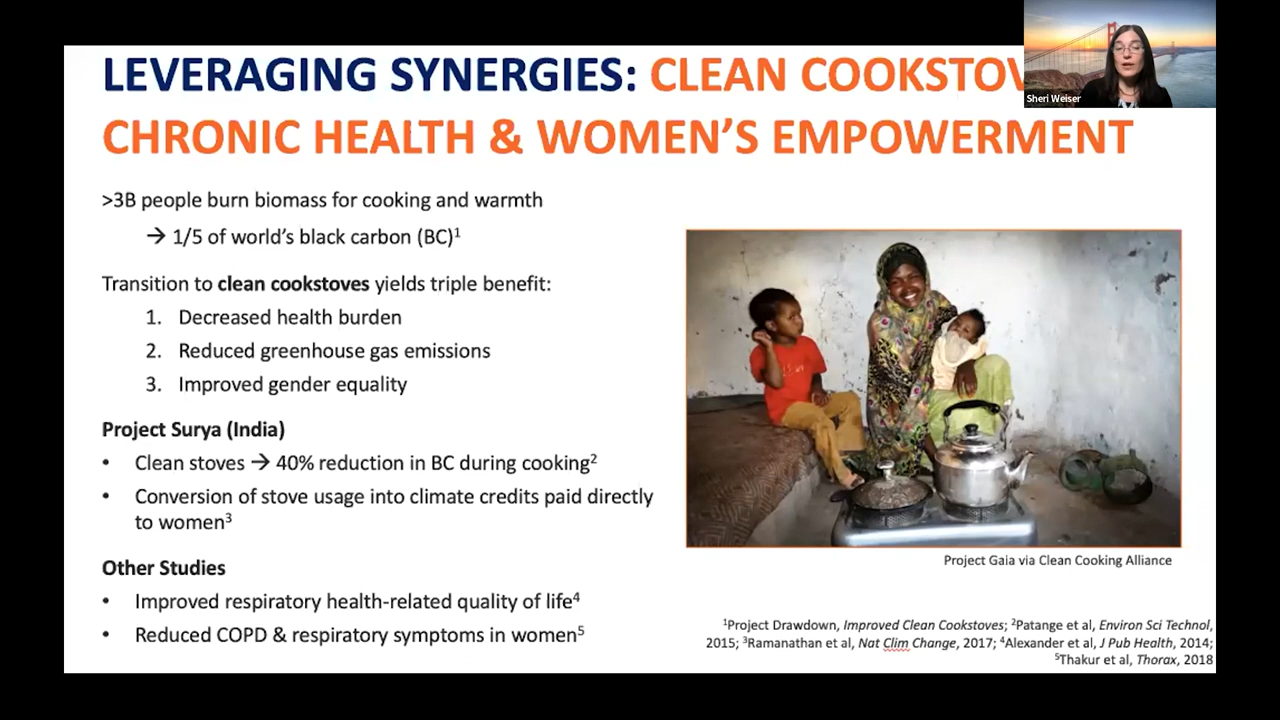 LEVERAGING SYNERGIES: CLEAN
CHRONIC HEALTH & WOMEN'S EMPOWERMENT
Sheri Weiser
>3B people burn biomass for cooking and warmth
→ 1/5 of world's black carbon (BC)¹
Transition to clean cookstoves yields triple benefit:
1. Decreased health burden
2. Reduced greenhouse gas emissions
3. Improved gender equality
Project Surya (India)
• Clean stoves → 40% reduction in BC during cooking²
• Conversion of stove usage into climate credits paid directly
to women³
Other Studies
• Improved respiratory health-related quality of life⁴
• Reduced COPD & respiratory symptoms in women⁵
Project Gaia via Clean Cooking Alliance
¹Project Drawdown, Improved Clean Cookstoves; ²Patange et al, Environ Sci Technol,
2015; ³Ramanathan et al, Nat Clim Change, 2017; ⁴Alexander et al, J Pub Health, 2014;
⁵Thakur et al, Thorax, 2018